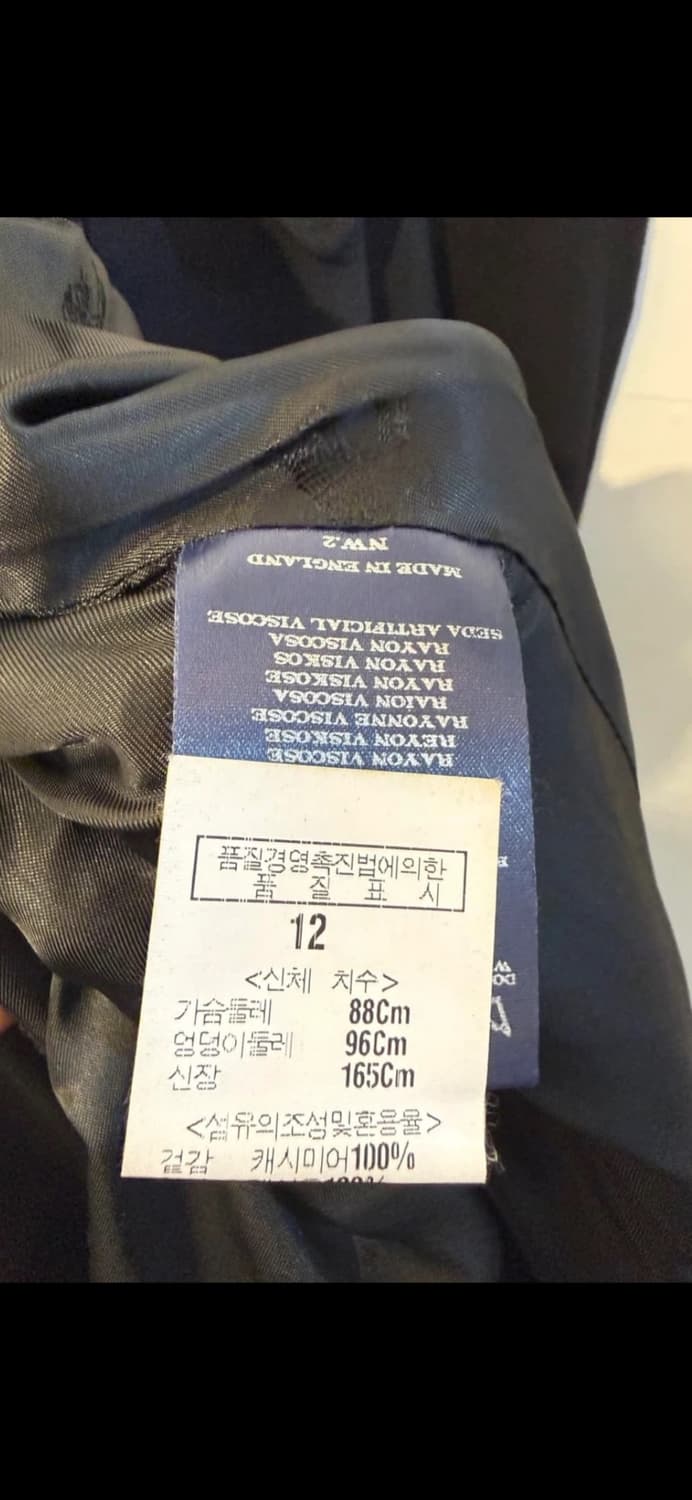 NW.2
MADE IN ENGLAND
SEDA ARTIFICIAL VISCOSE
RAYON VISCOSA
RAYON VISKOS
RAYON VISKOSE
RAÏON VISCOSA
RAYONNE VISCOSE
REYON VISKOSE
RAYON VISCOSE
품질경영촉진법에의한
품 질 표 시
12
<신체 치수>
가슴둘레 88Cm
엉덩이둘레 96Cm
신장 165Cm
<섬유의조성및혼용율>
겉감 캐시미어100%